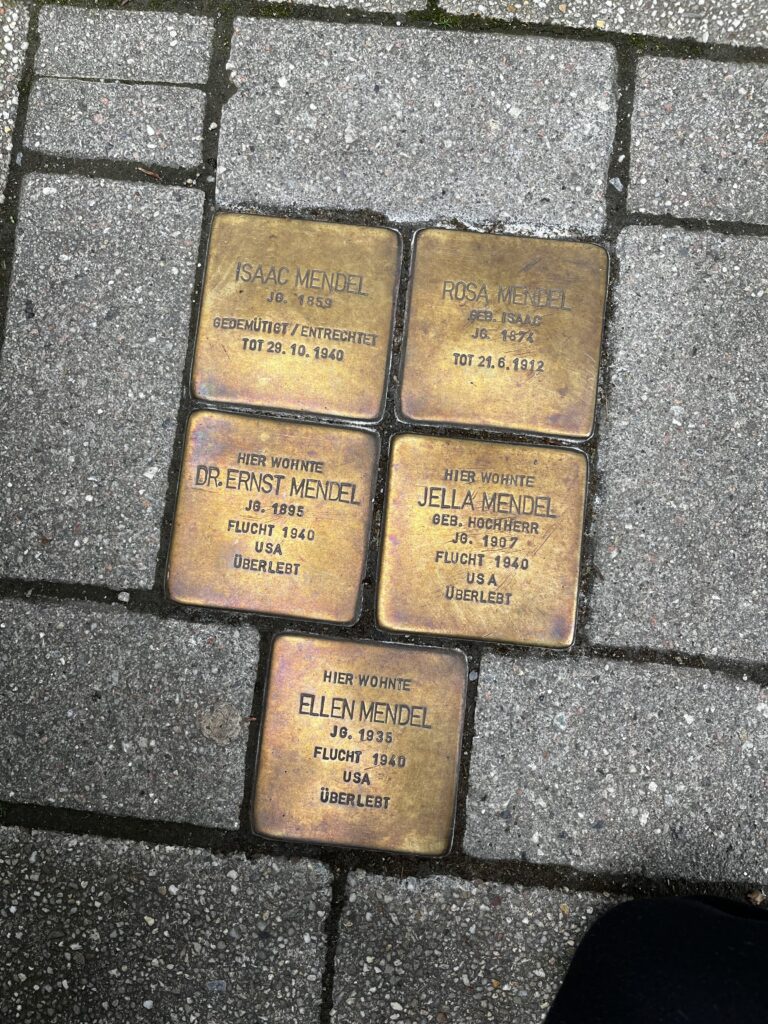 ISAAC MENDEL
JG. 1859
GEDEMÜTIGT / ENTRECHTET
TOT 29. 10. 1940
ROSA MENDEL
GEB. ISAAC
JG. 1874
TOT 21. 6. 1912
HIER WOHNTE
DR. ERNST MENDEL
JG. 1895
FLUCHT 1940
USA
ÜBERLEBT
HIER WOHNTE
JELLA MENDEL
GEB. HOCHHERR
JG. 1907
FLUCHT 1940
USA
ÜBERLEBT
HIER WOHNTE
ELLEN MENDEL
JG. 1935
FLUCHT 1940
USA
ÜBERLEBT